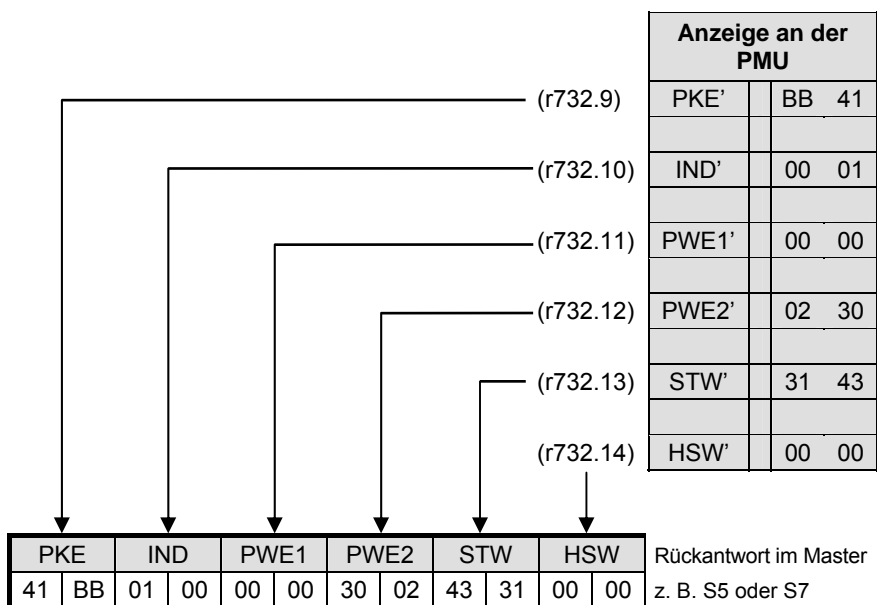 Anzeige an der
PMU
(r732.9) PKE’ BB 41
(r732.10) IND’ 00 01
(r732.11) PWE1’ 00 00
(r732.12) PWE2’ 02 30
(r732.13) STW’ 31 43
(r732.14) HSW’ 00 00
PKE IND PWE1 PWE2 STW HSW Rückantwort im Master
41 BB 01 00 00 00 30 02 43 31 00 00 z. B. S5 oder S7